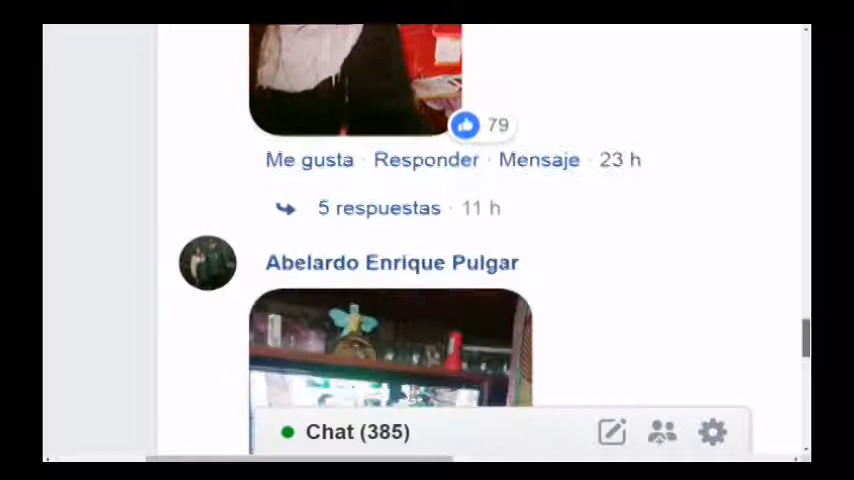 79
Me gusta · Responder · Mensaje · 23 h
5 respuestas · 11 h
Abelardo Enrique Pulgar
Chat (385)